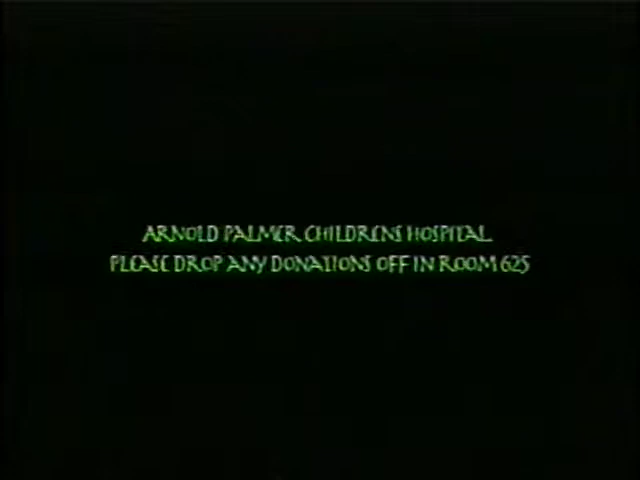 ARNOLD PALMER CHILDRENS HOSPITAL
PLEASE DROP ANY DONATIONS OFF IN ROOM 625